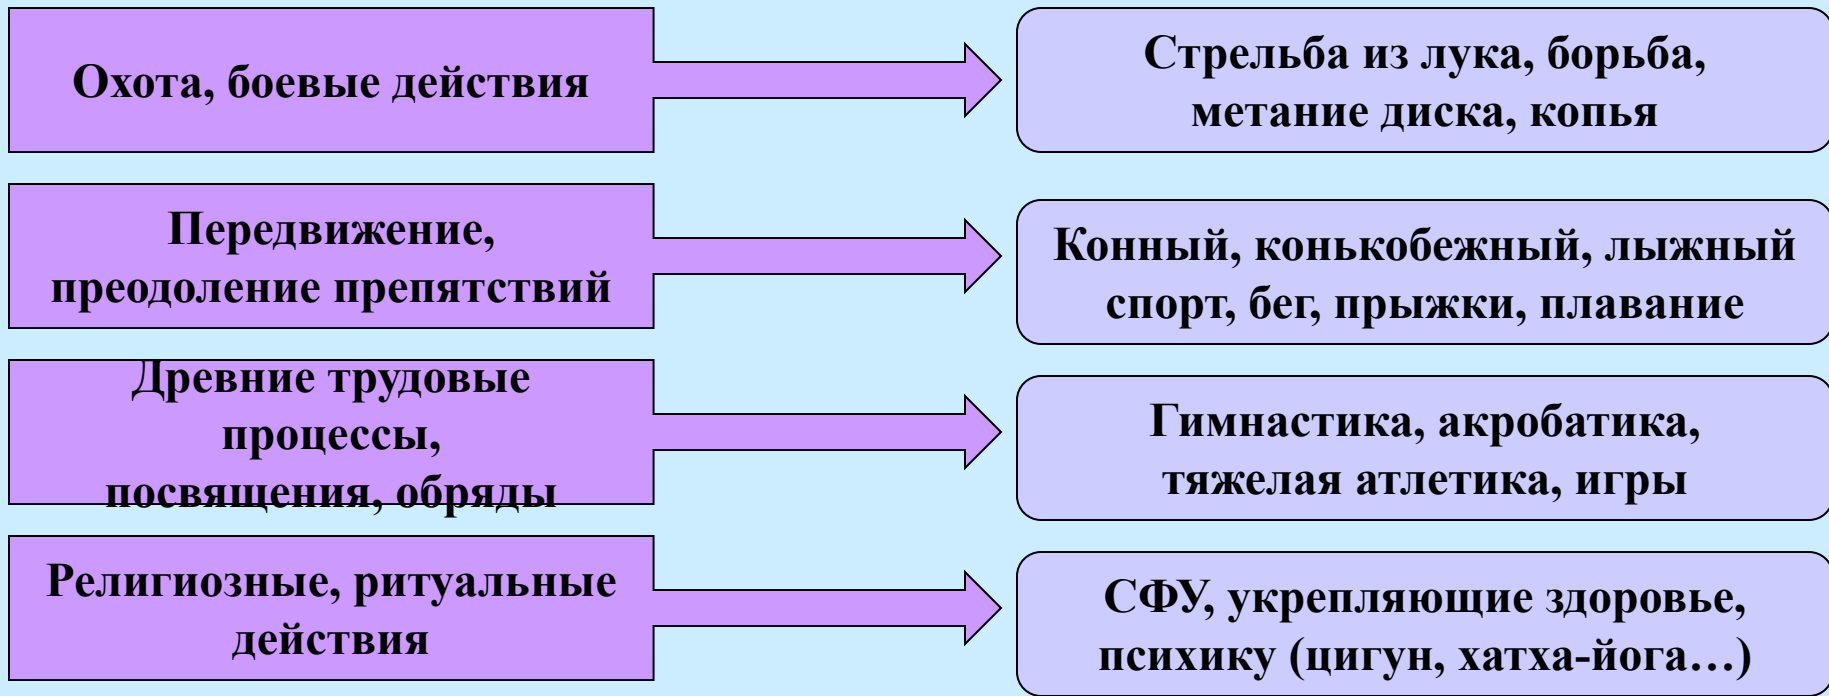 Охота, боевые действия
Стрельба из лука, борьба,
метание диска, копья
Передвижение,
преодоление препятствий
Конный, конькобежный, лыжный
спорт, бег, прыжки, плавание
Древние трудовые
процессы,
посвящения, обряды
Гимнастика, акробатика,
тяжелая атлетика, игры
Религиозные, ритуальные
действия
СФУ, укрепляющие здоровье,
психику (цигун, хатха-йога…)